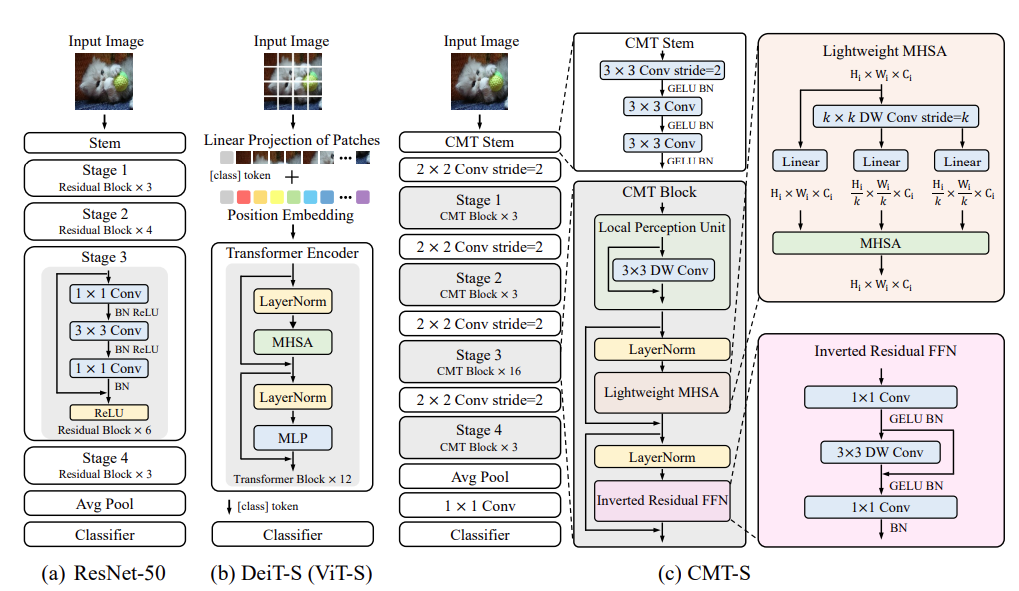 Input Image
Stem
Stage 1
Residual Block × 3
Stage 2
Residual Block × 4
Stage 3
1 × 1 Conv
BN ReLU
3 × 3 Conv
BN ReLU
1 × 1 Conv
BN
ReLU
Residual Block × 6
Stage 4
Residual Block × 3
Avg Pool
Classifier
(a) ResNet-50
Input Image
Linear Projection of Patches
[class] token
+
Position Embedding
Transformer Encoder
LayerNorm
MHSA
LayerNorm
MLP
Transformer Block × 12
[class] token
Classifier
(b) DeiT-S (ViT-S)
Input Image
CMT Stem
2 × 2 Conv stride=2
Stage 1
CMT Block × 3
2 × 2 Conv stride=2
Stage 2
CMT Block × 3
2 × 2 Conv stride=2
Stage 3
CMT Block × 16
2 × 2 Conv stride=2
Stage 4
CMT Block × 3
Avg Pool
1 × 1 Conv
Classifier
CMT Stem
3 × 3 Conv stride=2
GELU BN
3 × 3 Conv
GELU BN
3 × 3 Conv
GELU BN
CMT Block
Local Perception Unit
3×3 DW Conv
LayerNorm
Lightweight MHSA
LayerNorm
Inverted Residual FFN
Lightweight MHSA
Hᵢ × Wᵢ × Cᵢ
k × k DW Conv stride=k
Linear Linear Linear
Hᵢ × Wᵢ × Cᵢ Hᵢ/k × Wᵢ/k × Cᵢ Hᵢ/k × Wᵢ/k × Cᵢ
MHSA
Hᵢ × Wᵢ × Cᵢ
Inverted Residual FFN
1×1 Conv
GELU BN
3×3 DW Conv
GELU BN
1×1 Conv
BN
(c) CMT-S